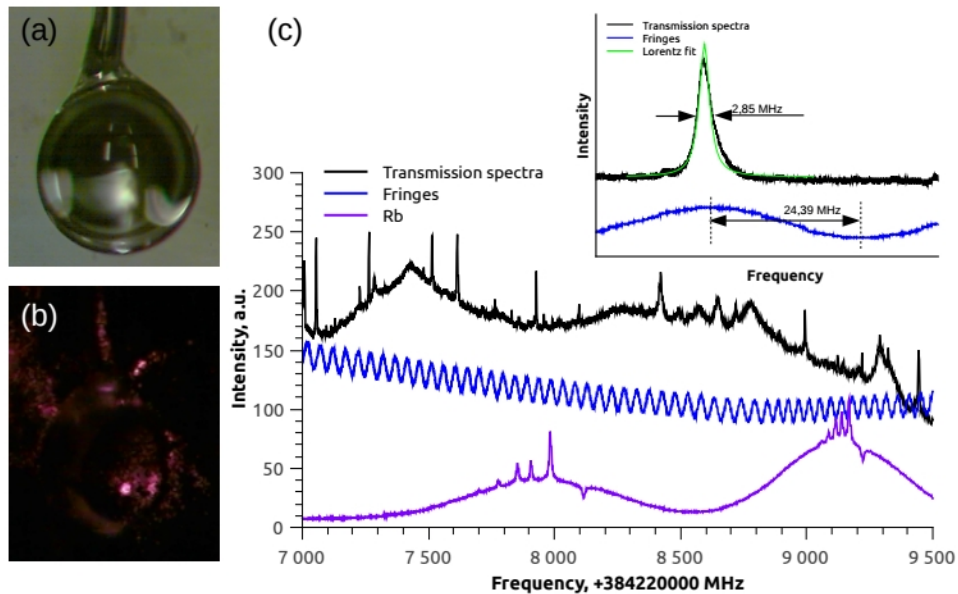 (a)
(b)
(c)
Transmission spectra
Fringes
Lorentz fit
2,85 MHz
24,39 MHz
Intensity
Frequency
Transmission spectra
Fringes
Rb
300
250
200
150
100
50
0
Intensity, a.u.
7 000 7 500 8 000 8 500 9 000 9 500
Frequency, +384220000 MHz